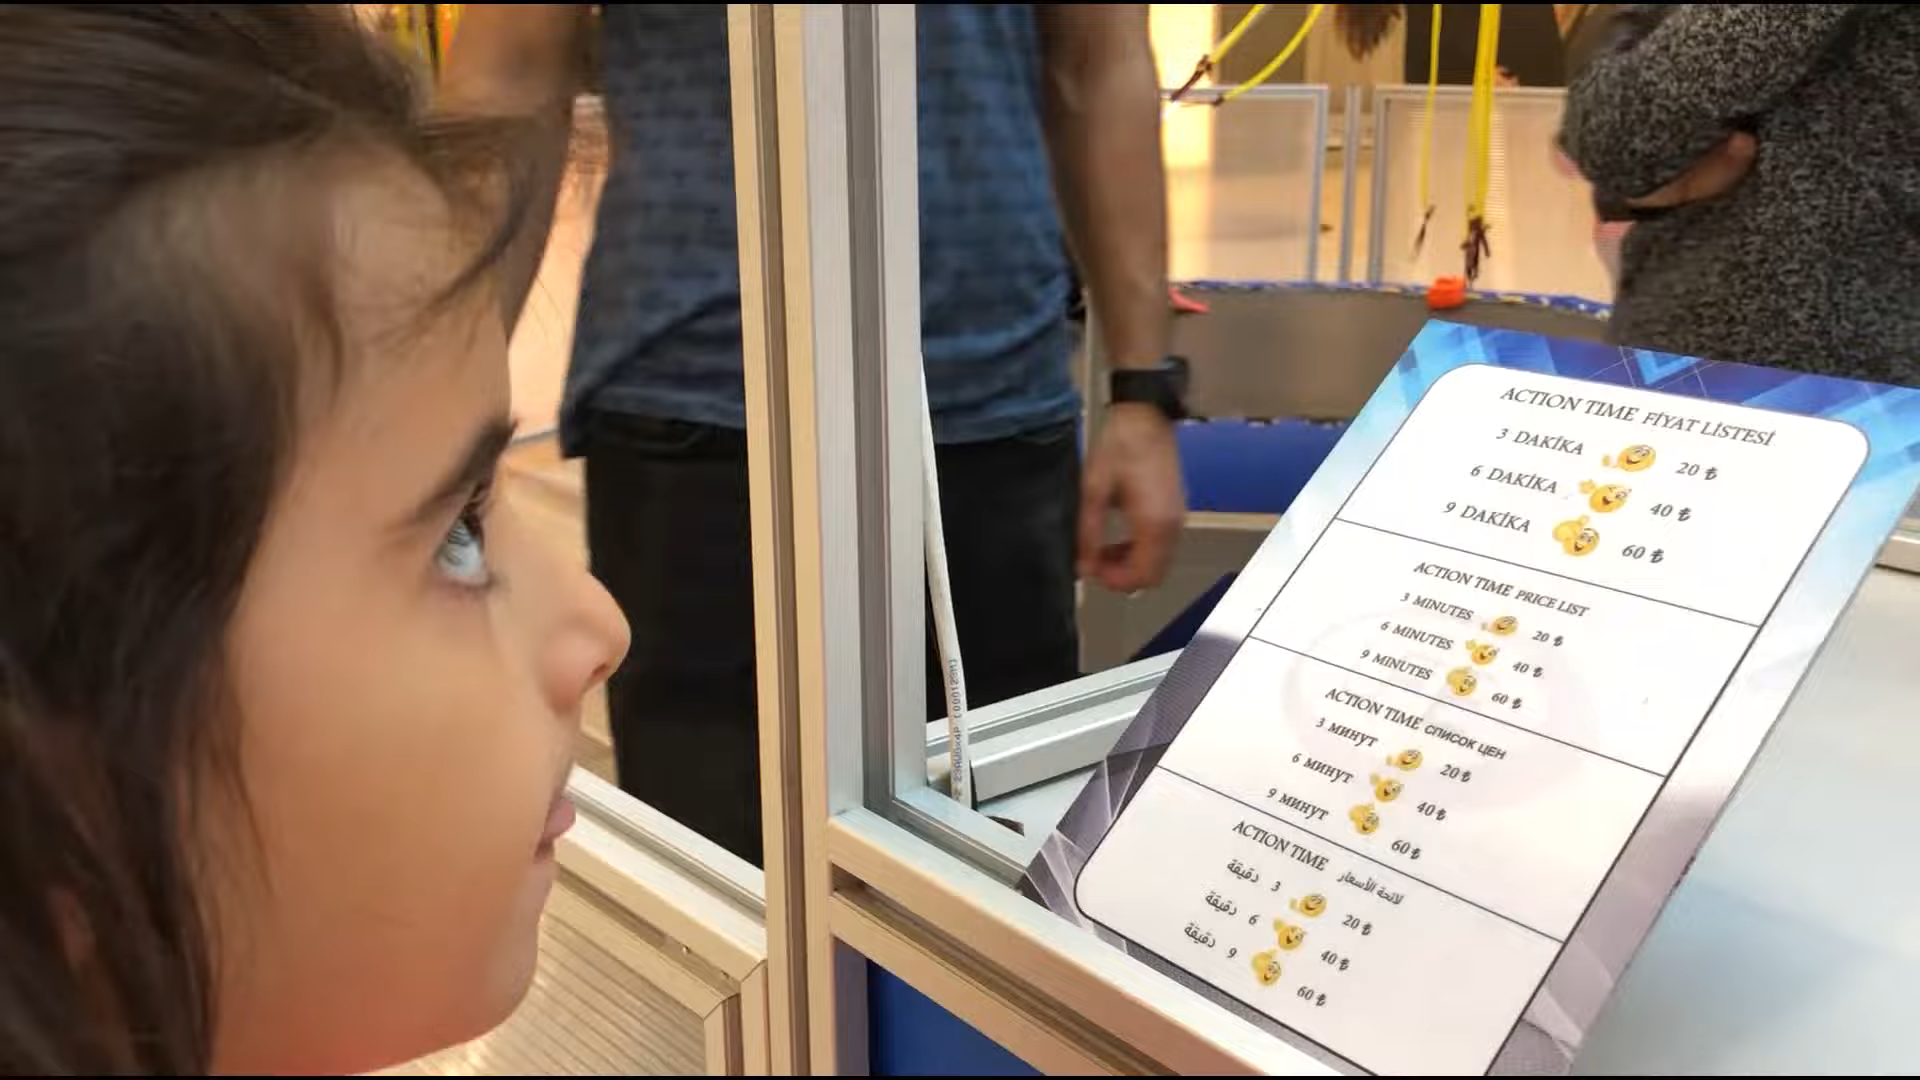 ACTION TIME FİYAT LİSTESİ
3 DAKİKA 20 ₺
6 DAKİKA 40 ₺
9 DAKİKA 60 ₺
ACTION TIME PRICE LIST
3 MINUTES 20 ₺
6 MINUTES 40 ₺
9 MINUTES 60 ₺
ACTION TIME СПИСОК ЦЕН
3 МИНУТ 20 ₺
6 МИНУТ 40 ₺
9 МИНУТ 60 ₺
ACTION TIME لائحة الأسعار
دقيقة 3 20 ₺
دقيقة 6 40 ₺
دقيقة 9 60 ₺